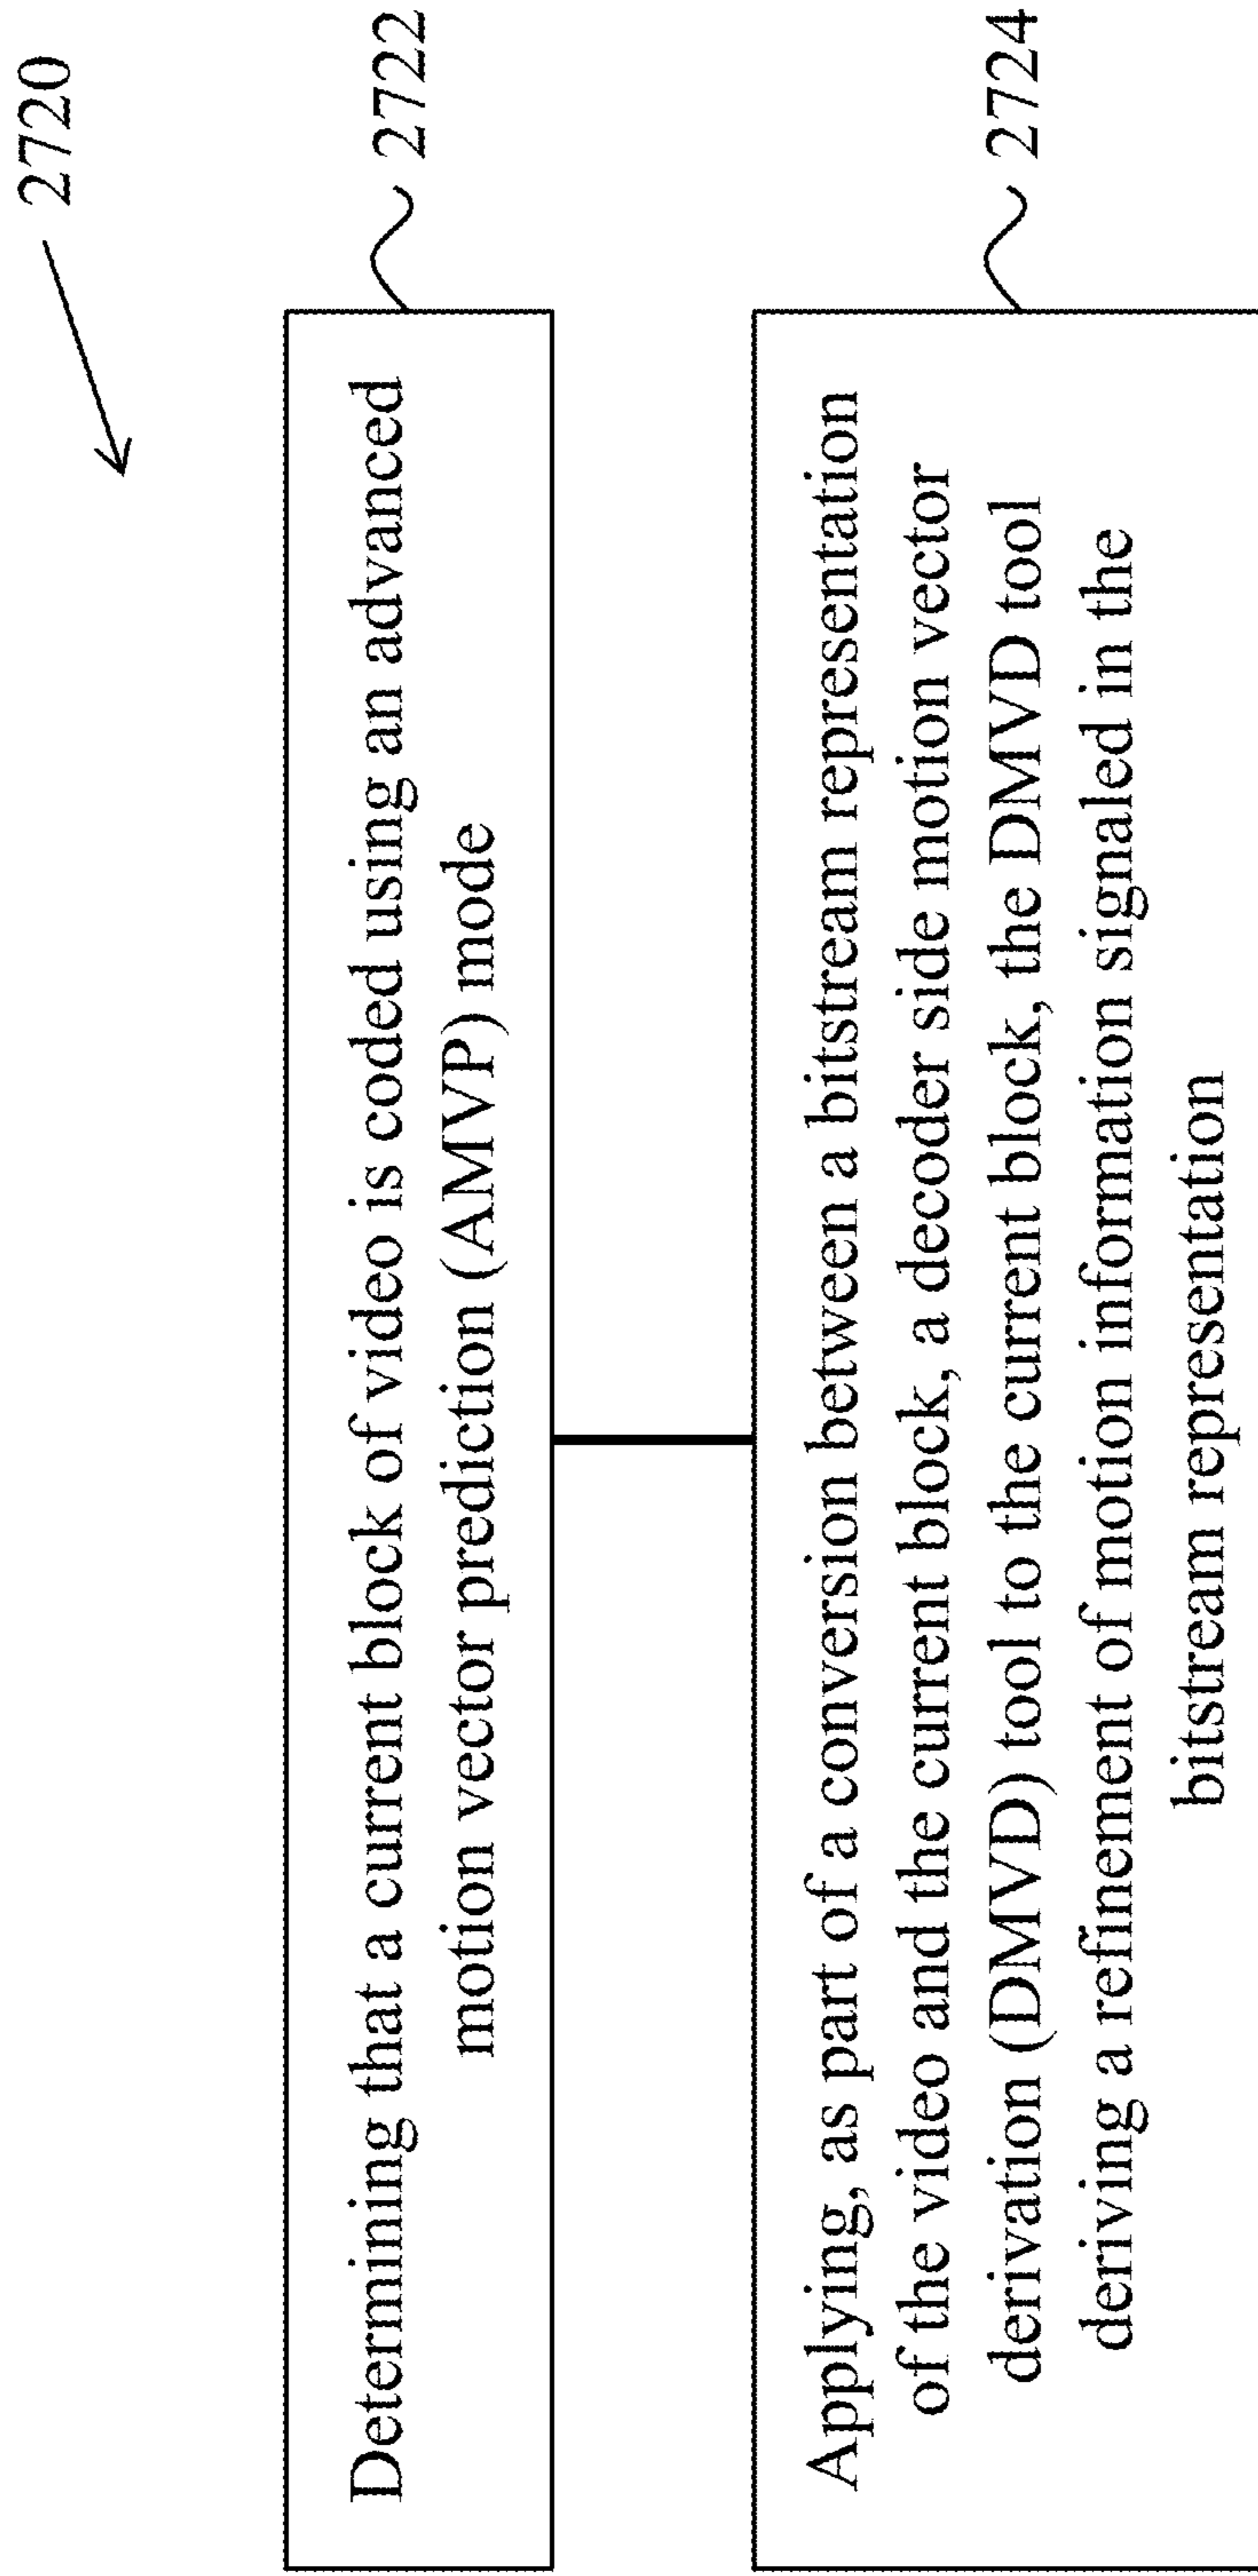 2720
Determining that a current block of video is coded using an advanced
motion vector prediction (AMVP) mode
2722
Applying, as part of a conversion between a bitstream representation
of the video and the current block, a decoder side motion vector
derivation (DMVD) tool to the current block, the DMVD tool
deriving a refinement of motion information signaled in the
bitstream representation
2724